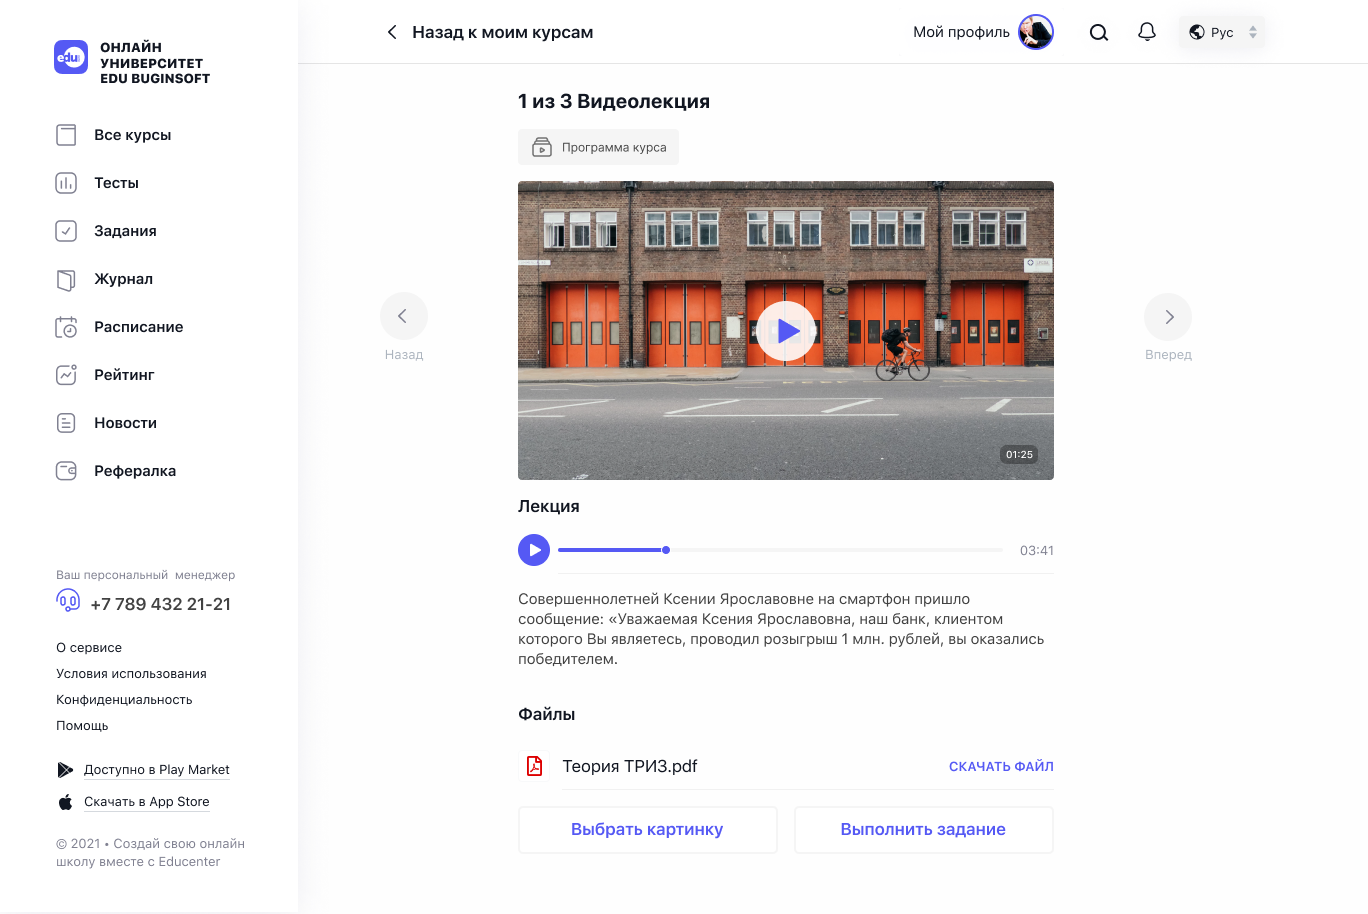 edu
ОНЛАЙН
УНИВЕРСИТЕТ
EDU BUGINSOFT
Все курсы
Тесты
Задания
Журнал
Расписание
Рейтинг
Новости
Рефералка
Ваш персональный менеджер
+7 789 432 21-21
О сервисе
Условия использования
Конфиденциальность
Помощь
Доступно в Play Market
Скачать в App Store
© 2021 • Создай свою онлайн
школу вместе с Educenter
Назад к моим курсам
Мой профиль
Рус
1 из 3 Видеолекция
Программа курса
Назад
Вперед
01:25
Лекция
03:41
Совершеннолетней Ксении Ярославовне на смартфон пришло
сообщение: «Уважаемая Ксения Ярославовна, наш банк, клиентом
которого Вы являетесь, проводил розыгрыш 1 млн. рублей, вы оказались
победителем.
Файлы
Теория ТРИЗ.pdf
СКАЧАТЬ ФАЙЛ
Выбрать картинку
Выполнить задание